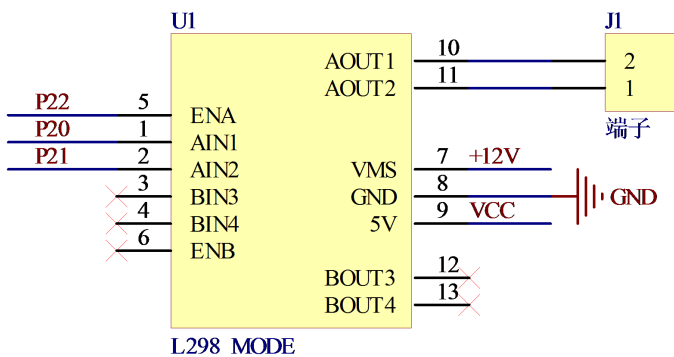 U1
J1
AOUT1 10 2
AOUT2 11 1
端子
P22 5 ENA
P20 1 AIN1
P21 2 AIN2
3 BIN3
4 BIN4
6 ENB
VMS 7 +12V
GND 8 GND
5V 9 VCC
BOUT3 12
BOUT4 13
L298 MODE